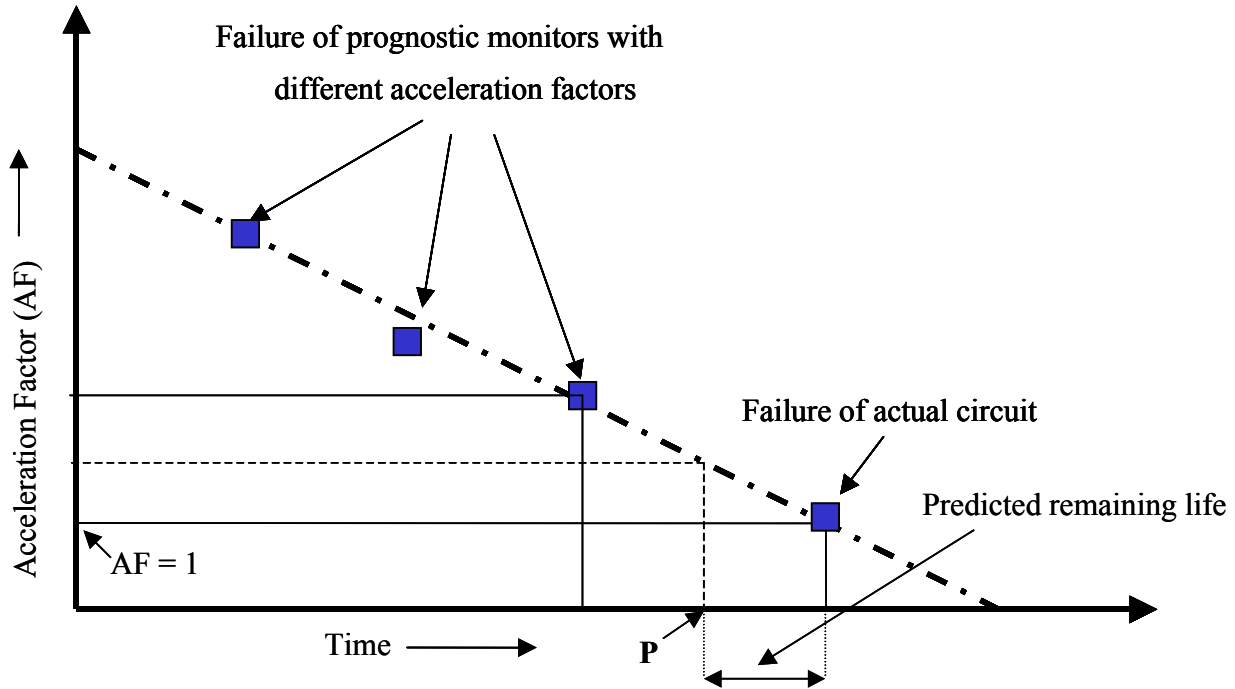 Failure of prognostic monitors with
different acceleration factors
Acceleration Factor (AF)
Failure of actual circuit
Predicted remaining life
AF = 1
Time
P